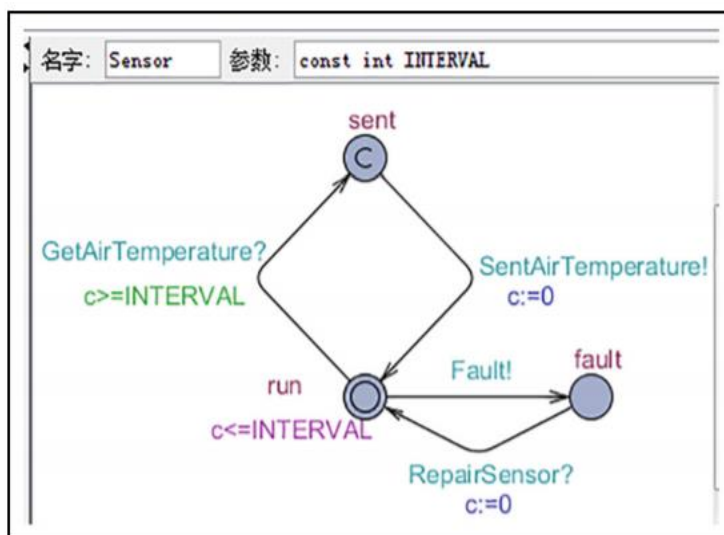 名字: Sensor 参数: const int INTERVAL
sent
C
GetAirTemperature?
c>=INTERVAL
SentAirTemperature!
c:=0
run
c<=INTERVAL
Fault!
fault
RepairSensor?
c:=0